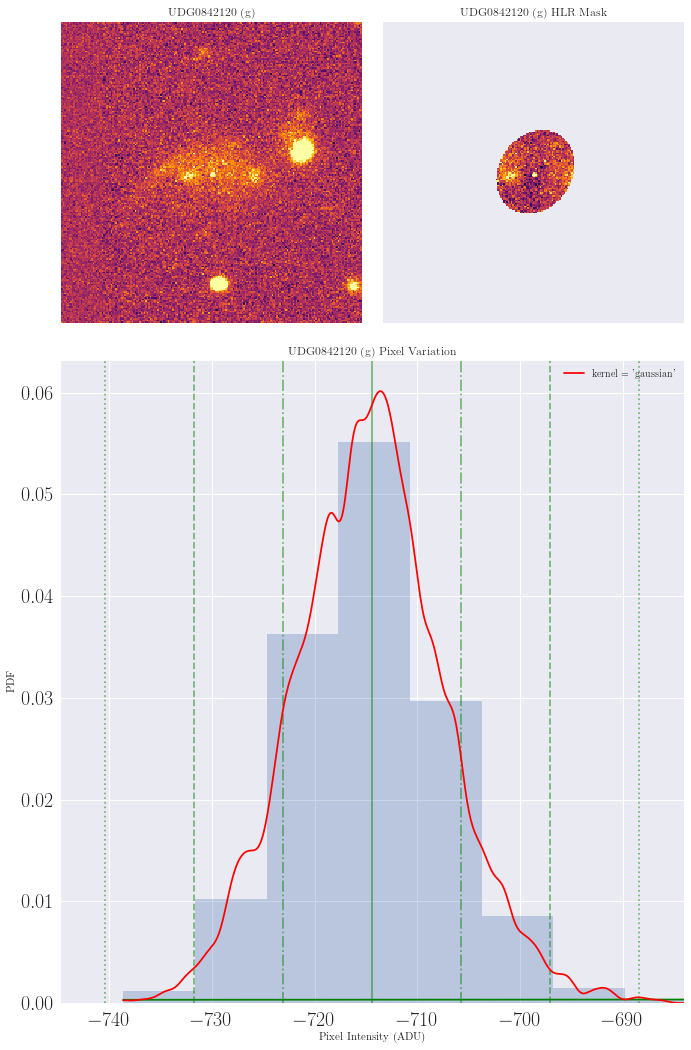 UDG0842120 (g)
UDG0842120 (g) HLR Mask
UDG0842120 (g) Pixel Variation
kernel = 'gaussian'
0.06
0.05
0.04
0.03
0.02
0.01
0.00
PDF
−740 −730 −720 −710 −700 −690
Pixel Intensity (ADU)